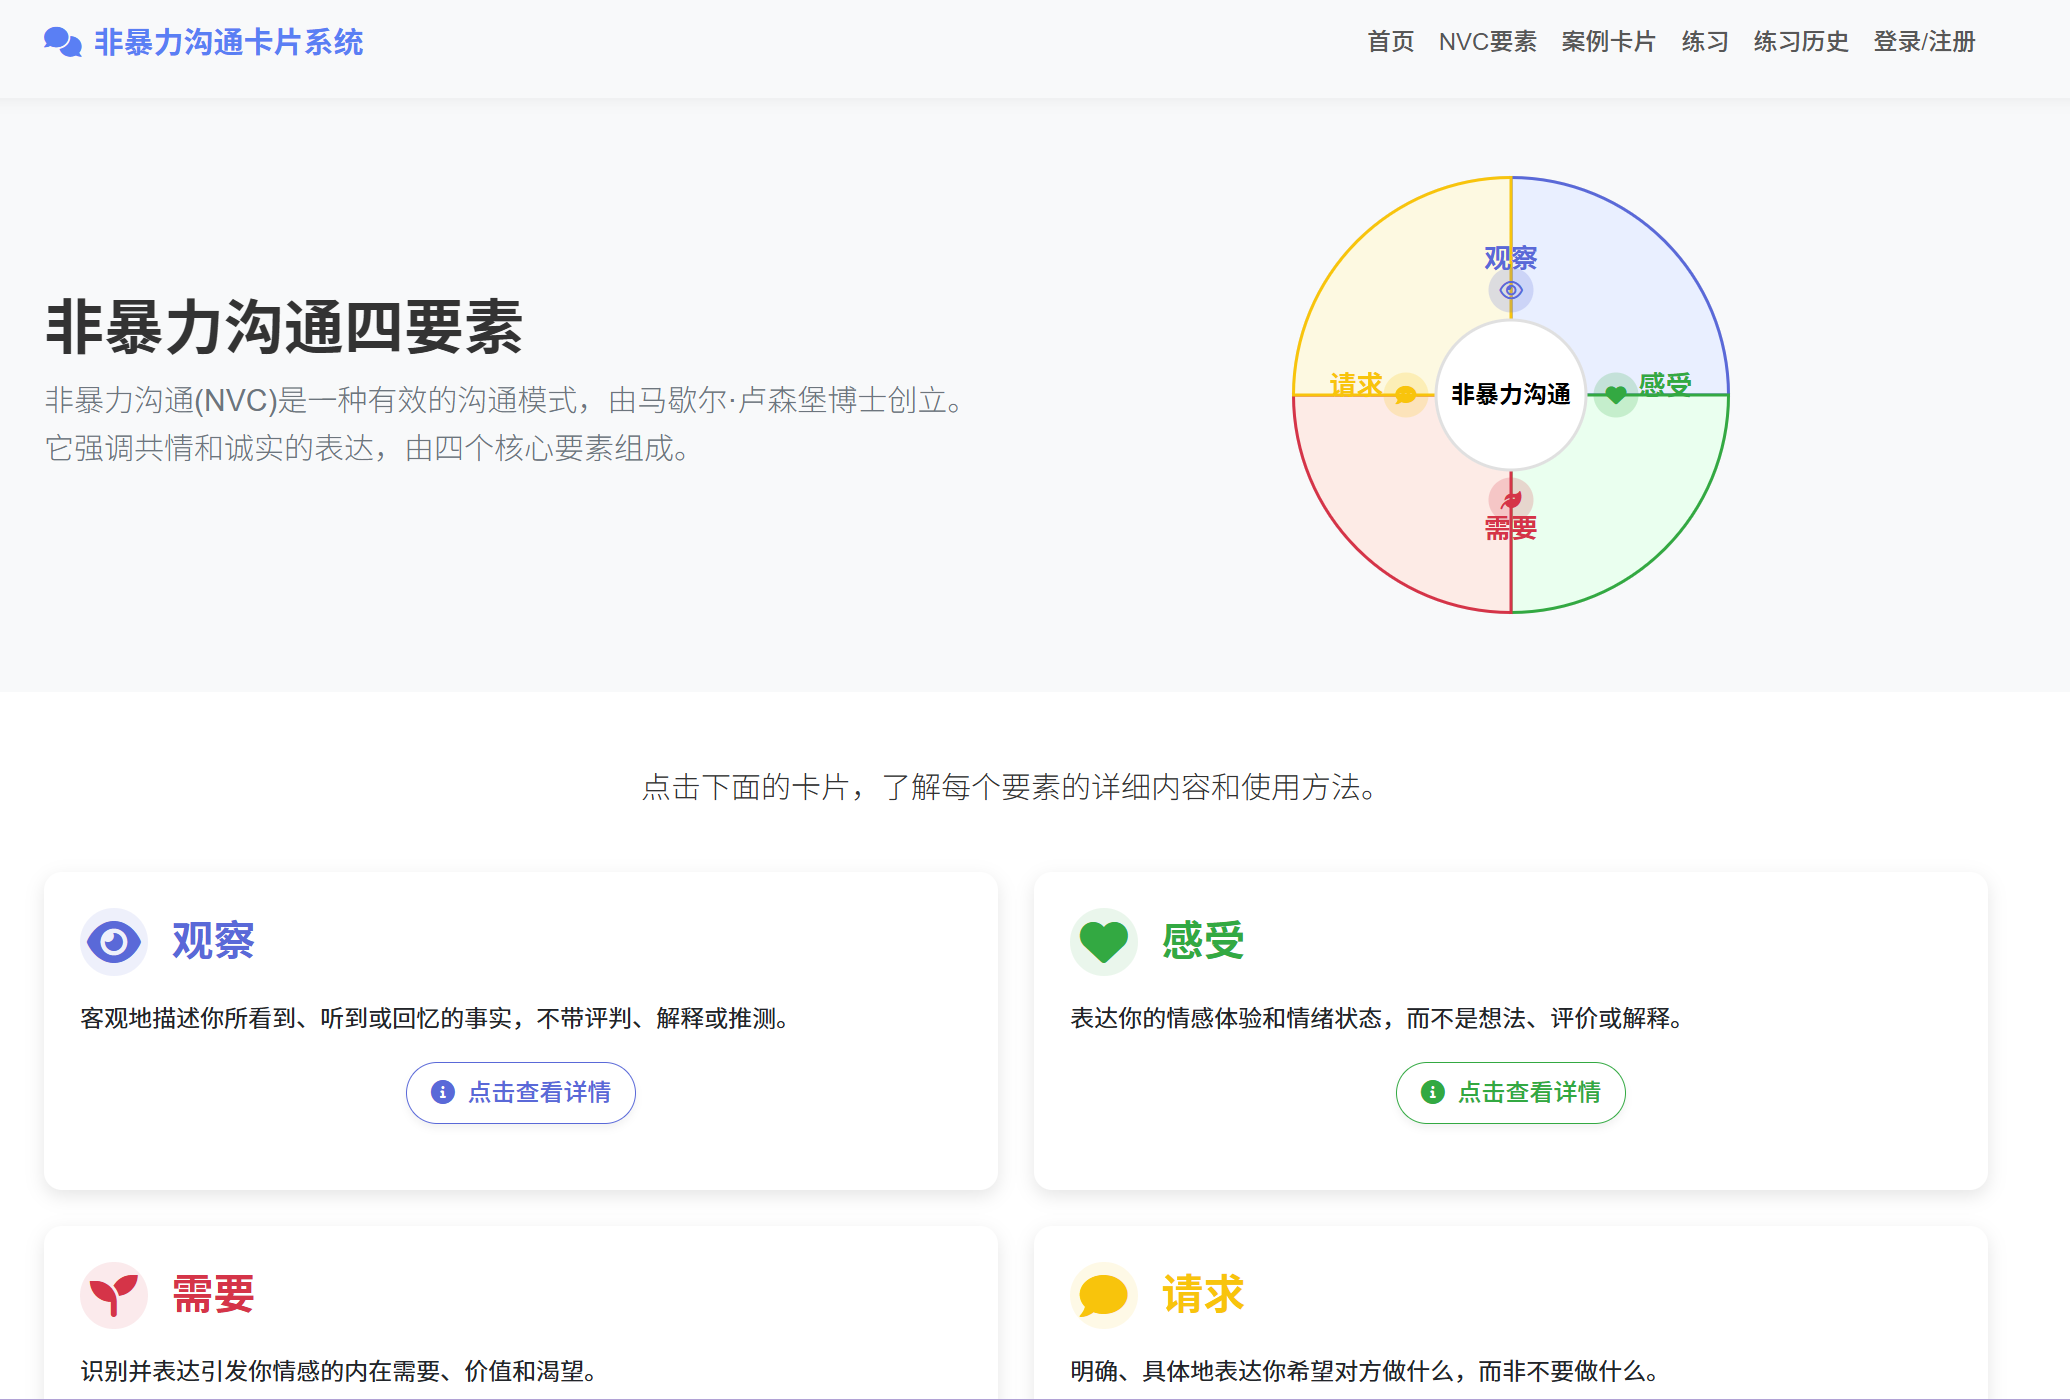 非暴力沟通卡片系统
首页 NVC要素 案例卡片 练习 练习历史 登录/注册
非暴力沟通四要素
非暴力沟通(NVC)是一种有效的沟通模式，由马歇尔·卢森堡博士创立。
它强调共情和诚实的表达，由四个核心要素组成。
观察
请求
非暴力沟通
感受
需要
点击下面的卡片，了解每个要素的详细内容和使用方法。
观察
客观地描述你所看到、听到或回忆的事实，不带评判、解释或推测。
点击查看详情
感受
表达你的情感体验和情绪状态，而不是想法、评价或解释。
点击查看详情
需要
识别并表达引发你情感的内在需要、价值和渴望。
请求
明确、具体地表达你希望对方做什么，而非不要做什么。